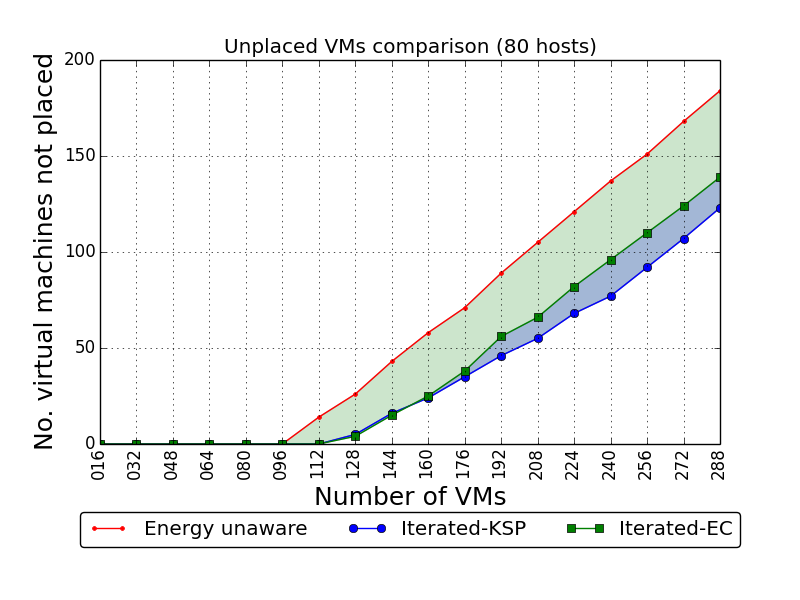 Unplaced VMs comparison (80 hosts)
No. virtual machines not placed
200
150
100
50
0
016 032 048 064 080 096 112 128 144 160 176 192 208 224 240 256 272 288
Number of VMs
Energy unaware Iterated-KSP Iterated-EC